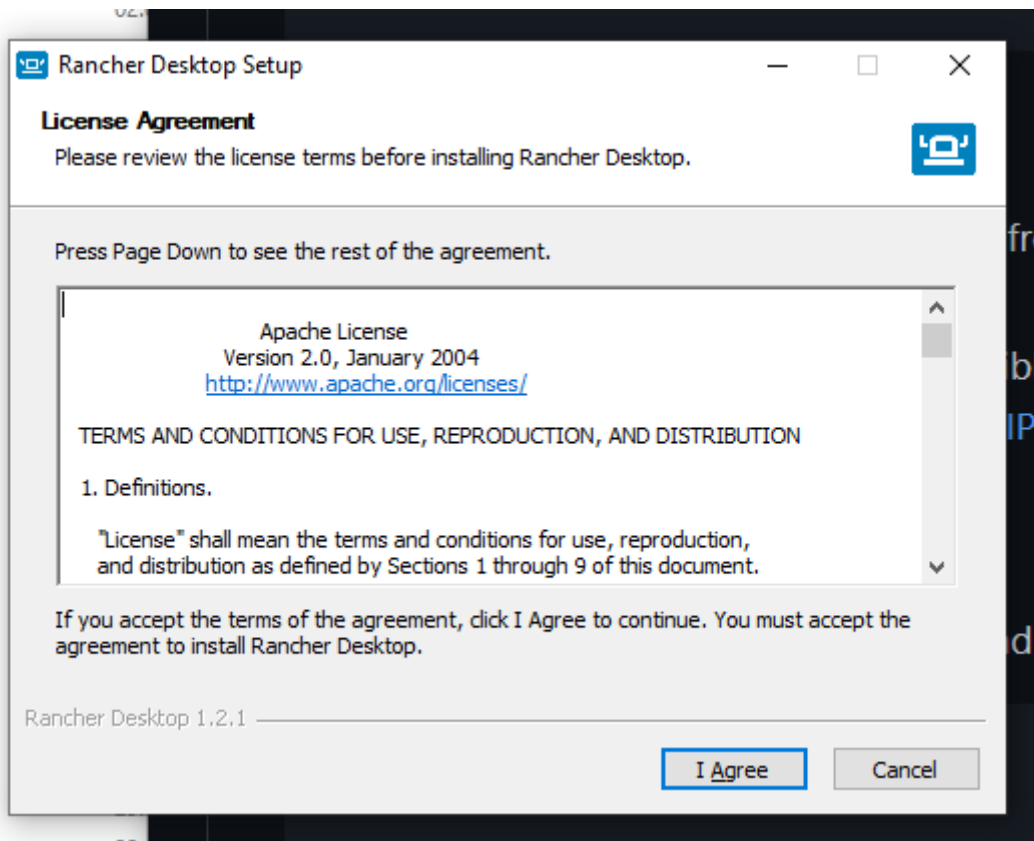 02.
Rancher Desktop Setup
License Agreement
Please review the license terms before installing Rancher Desktop.
Press Page Down to see the rest of the agreement.
Apache License
Version 2.0, January 2004
http://www.apache.org/licenses/
TERMS AND CONDITIONS FOR USE, REPRODUCTION, AND DISTRIBUTION
1. Definitions.
"License" shall mean the terms and conditions for use, reproduction,
and distribution as defined by Sections 1 through 9 of this document.
If you accept the terms of the agreement, click I Agree to continue. You must accept the
agreement to install Rancher Desktop.
Rancher Desktop 1.2.1
I Agree
Cancel
fr
ib
IP
d